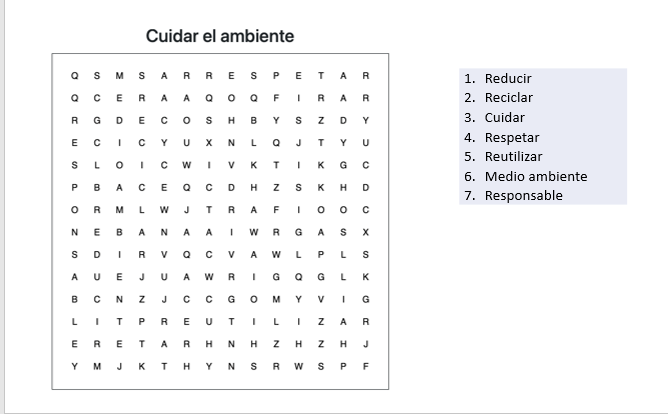 Cuidar el ambiente
Q S M S A R R E S P E T A R
Q C E R A A Q O Q F I R A R
R G D E C O S H B Y S Z D Y
E C I C Y U X N L Q J T Y U
S L O I C W I V K T I K G C
P B A C E Q C D H Z S K H D
O R M L W J T R A F I O O C
N E B A N A A I W R G A S X
S D I R V Q C V A W L P L S
A U E J U A W R I G Q G L K
B C N Z J C C G O M Y V I G
L I T P R E U T I L I Z A R
E R E T A R H N H Z H Z H J
Y M J K T H Y N S R W S P F
1. Reducir
2. Reciclar
3. Cuidar
4. Respetar
5. Reutilizar
6. Medio ambiente
7. Responsable